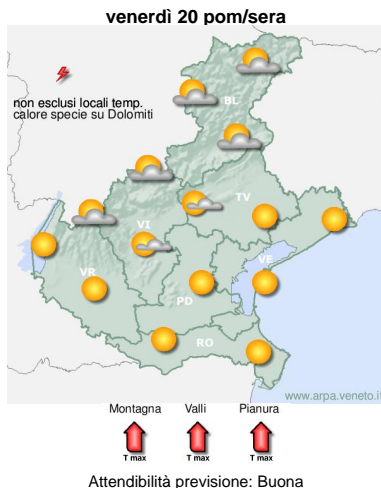 venerdì 20 pom/sera
non esclusi locali temp.
calore specie su Dolomiti
BL
TV
VI
VE
VR
PD
RO
www.arpa.veneto.it
Montagna Valli Pianura
T max T max T max
Attendibilità previsione: Buona